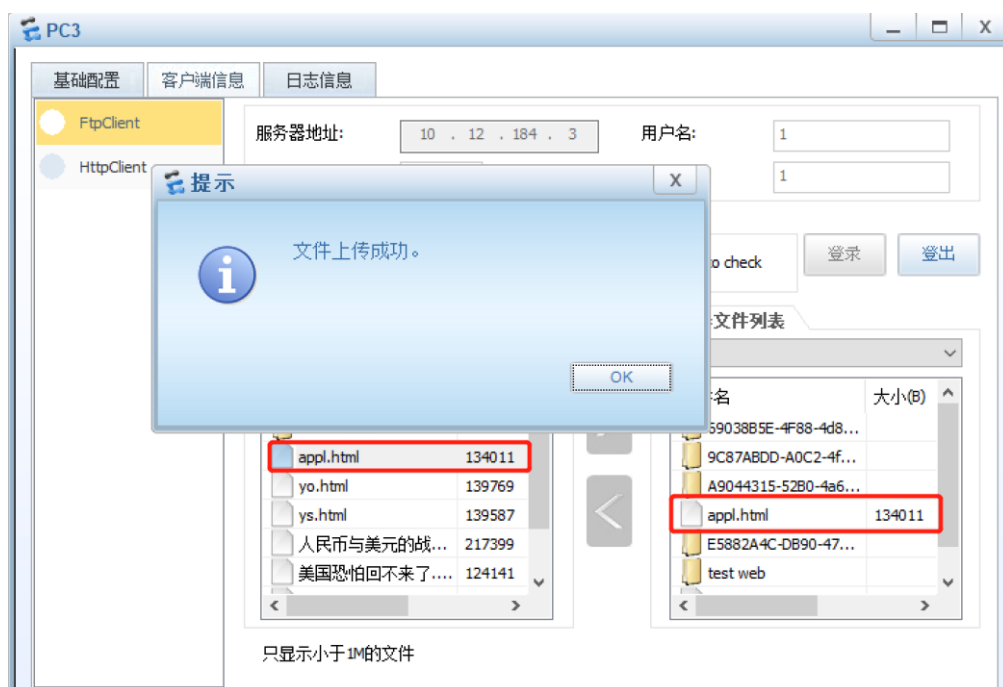 PC3
基础配置 客户端信息 日志信息
FtpClient
HttpClient
服务器地址: 10 . 12 . 184 . 3 用户名: 1
1
提示
文件上传成功。
OK
to check 登录 登出
文件列表
名 大小(B)
59038B5E-4F88-4d8...
9C87ABDD-A0C2-4f...
A9044315-52B0-4a6...
appl.html 134011
E5882A4C-DB90-47...
test web
appl.html 134011
yo.html 139769
ys.html 139587
人民币与美元的战... 217399
美国恐怕回不来了.... 124141
只显示小于1M的文件